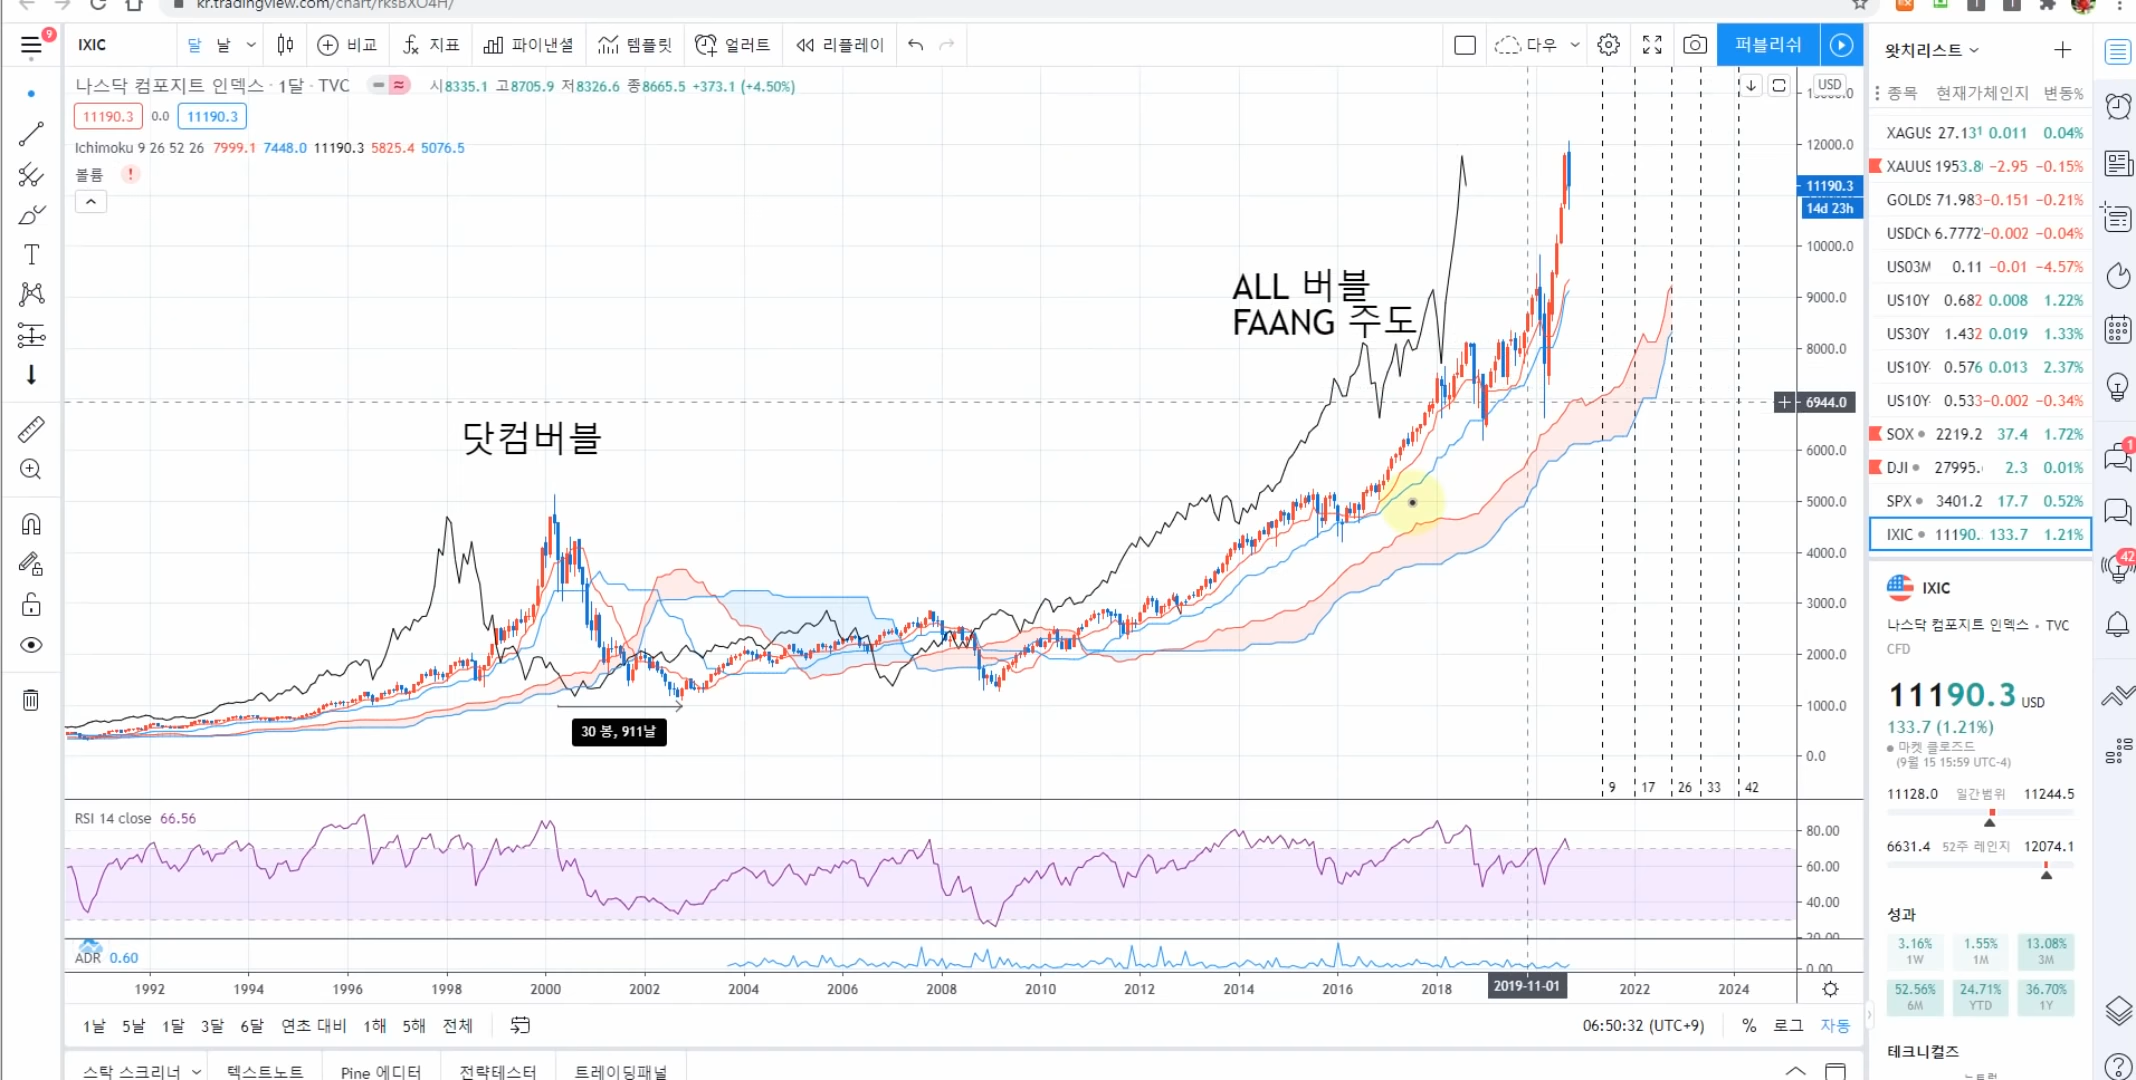 kr.tradingview.com/chart/rksBXO4H/
9
IXIC 달 날 비교 지표 파이낸셜 템플릿 얼러트 리플레이 다우 퍼블리쉬
나스닥 컴포지트 인덱스 · 1달 · TVC 시8335.1 고8705.9 저8326.6 종8665.5 +373.1 (+4.50%)
11190.3 0.0 11190.3
Ichimoku 9 26 52 26 7999.1 7448.0 11190.3 5825.4 5076.5
볼륨 !
ALL 버블
FAANG 주도
닷컴버블
30 봉, 911날
9 17 26 33 42
USD
12000.0
11190.3
14d 23h
10000.0
9000.0
8000.0
6944.0
6000.0
5000.0
4000.0
3000.0
2000.0
1000.0
0.0
RSI 14 close 66.56
80.00
60.00
40.00
20.00
ADR 0.60
0.00
1992 1994 1996 1998 2000 2002 2004 2006 2008 2010 2012 2014 2016 2018 2019-11-01 2022 2024
1날 5날 1달 3달 6달 연초 대비 1해 5해 전체 06:50:32 (UTC+9) % 로그 자동
스탁 스크리너 텍스트노트 Pine 에디터 전략테스터 트레이딩패널
왓치리스트
종목 현재가 체인지 변동%
XAGUS 27.131 0.011 0.04%
XAUUS 1953.8 −2.95 −0.15%
GOLDS 71.983 −0.151 −0.21%
USDCN 6.7772 −0.002 −0.04%
US03M 0.11 −0.01 −4.57%
US10Y 0.682 0.008 1.22%
US30Y 1.432 0.019 1.33%
US10Y- 0.576 0.013 2.37%
US10Y- 0.533 −0.002 −0.34%
SOX 2219.2 37.4 1.72%
DJI 27995. 2.3 0.01%
SPX 3401.2 17.7 0.52%
IXIC 11190. 133.7 1.21%
IXIC
나스닥 컴포지트 인덱스 • TVC
CFD
11190.3 USD
133.7 (1.21%)
마켓 클로즈드
(9월 15 15:59 UTC-4)
11128.0 일간범위 11244.5
6631.4 52주 레인지 12074.1
성과
3.16% 1.55% 13.08%
1W 1M 3M
52.56% 24.71% 36.70%
6M YTD 1Y
테크니컬즈
1
42